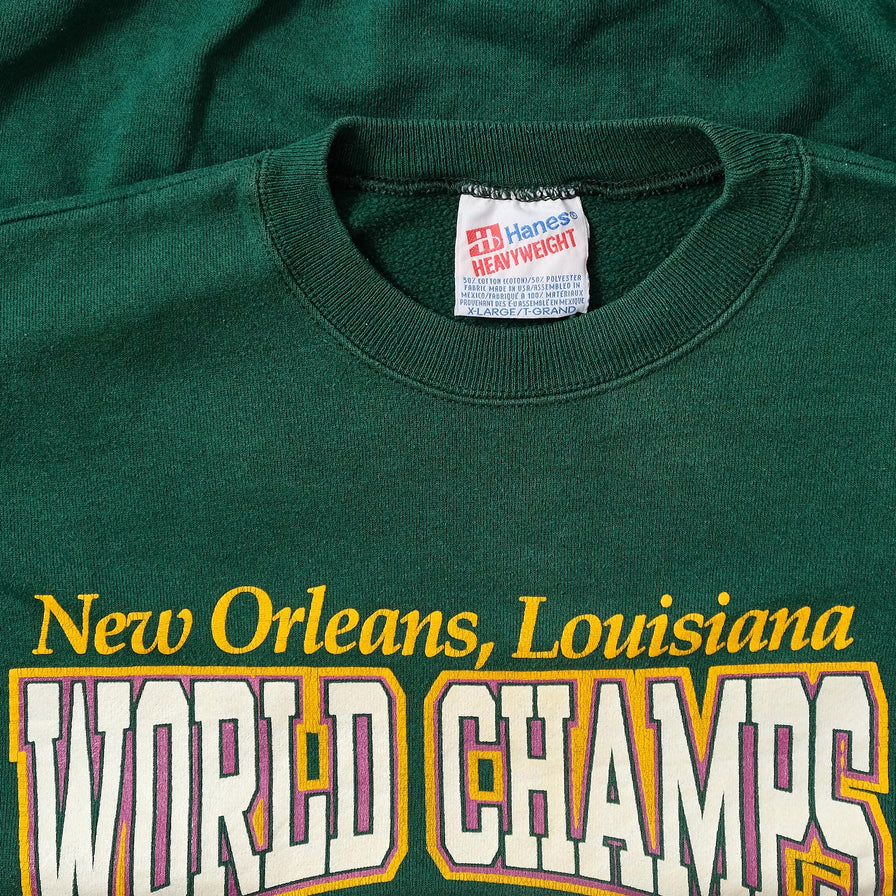 Hanes®
HEAVYWEIGHT
50% COTTON (COTON)/50% POLYESTER
FABRIC MADE IN USA/ASSEMBLED IN
MEXICO/FABRIQUÉ A 100% MATÉRIAUX
PROVENANT DES É-U ASSEMBLÉ EN MEXIQUE
X-LARGE/T-GRAND
New Orleans, Louisiana
WORLD CHAMPS